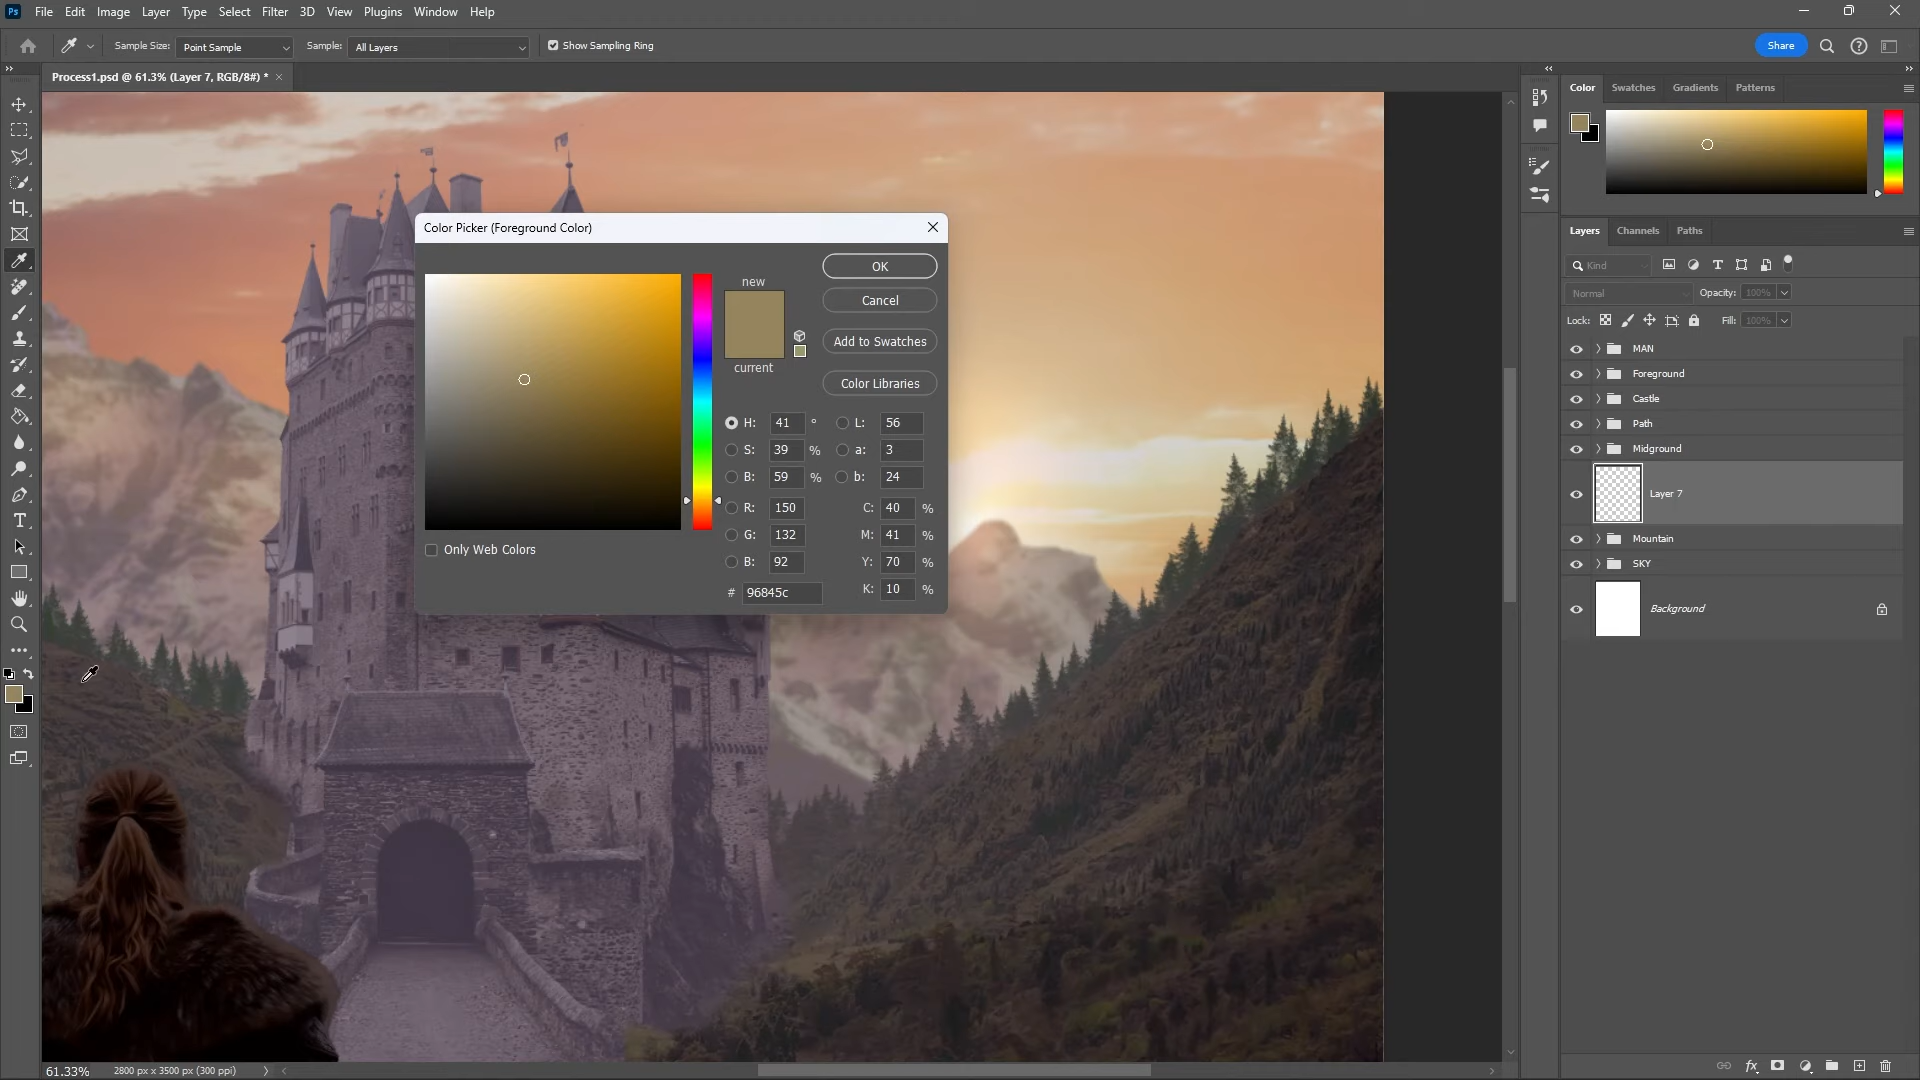 Ps File Edit Image Layer Type Select Filter 3D View Plugins Window Help
Sample Size: Point Sample Sample: All Layers Show Sampling Ring Share
Process1.psd @ 61.3% (Layer 7, RGB/8#) *
Color Swatches Gradients Patterns
Color Picker (Foreground Color)
new
OK
Cancel
Add to Swatches
current
Color Libraries
H: 41 ° L: 56
S: 39 % a: 3
B: 59 % b: 24
R: 150 C: 40 %
G: 132 M: 41 %
Only Web Colors
B: 92 Y: 70 %
# 96845c K: 10 %
Layers Channels Paths
Kind
Normal Opacity: 100%
Lock: Fill: 100%
MAN
Foreground
Castle
Path
Midground
Layer 7
Mountain
SKY
Background
61.33% 2800 px x 3500 px (300 ppi)